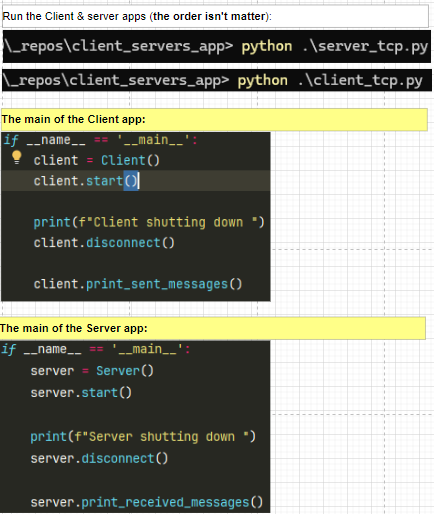 Run the Client & server apps (the order isn't matter):
\_repos\client_servers_app> python .\server_tcp.py
\_repos\client_servers_app> python .\client_tcp.py
The main of the Client app:
if __name__ == '__main__':
client = Client()
client.start()
print(f"Client shutting down ")
client.disconnect()
client.print_sent_messages()
The main of the Server app:
if __name__ == '__main__':
server = Server()
server.start()
print(f"Server shutting down ")
server.disconnect()
server.print_received_messages()